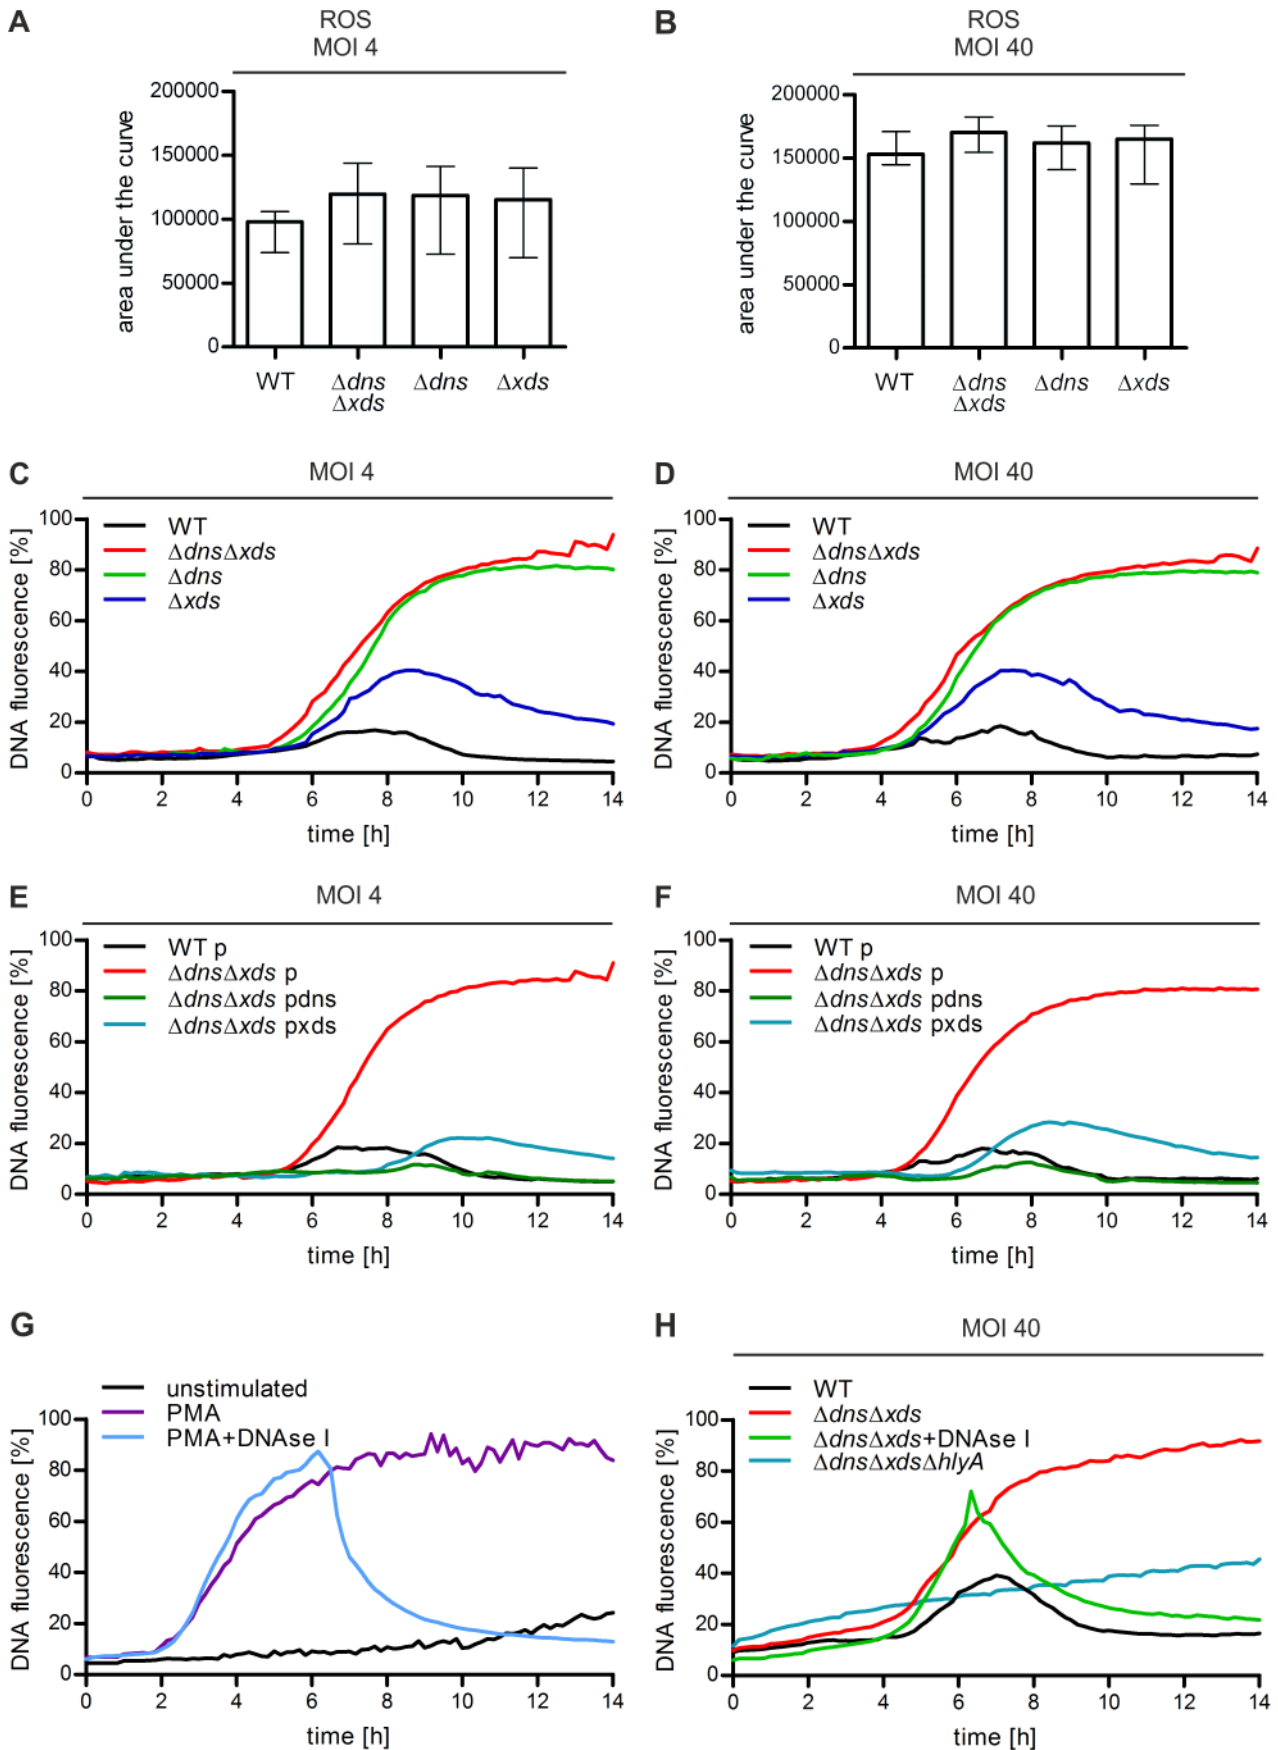 A
ROS
MOI 4
200000
150000
100000
50000
0
area under the curve
WT
Δdns
Δxds
Δdns
Δxds
B
ROS
MOI 40
200000
150000
100000
50000
0
area under the curve
WT
Δdns
Δxds
Δdns
Δxds
C
MOI 4
WT
ΔdnsΔxds
Δdns
Δxds
100
80
60
40
20
0
DNA fluorescence [%]
0 2 4 6 8 10 12 14
time [h]
D
MOI 40
WT
ΔdnsΔxds
Δdns
Δxds
100
80
60
40
20
0
DNA fluorescence [%]
0 2 4 6 8 10 12 14
time [h]
E
MOI 4
WT p
ΔdnsΔxds p
ΔdnsΔxds pdns
ΔdnsΔxds pxds
100
80
60
40
20
0
DNA fluorescence [%]
0 2 4 6 8 10 12 14
time [h]
F
MOI 40
WT p
ΔdnsΔxds p
ΔdnsΔxds pdns
ΔdnsΔxds pxds
100
80
60
40
20
0
DNA fluorescence [%]
0 2 4 6 8 10 12 14
time [h]
G
unstimulated
PMA
PMA+DNAse I
100
80
60
40
20
0
DNA fluorescence [%]
0 2 4 6 8 10 12 14
time [h]
H
MOI 40
WT
ΔdnsΔxds
ΔdnsΔxds+DNAse I
ΔdnsΔxdsΔhlyA
100
80
60
40
20
0
DNA fluorescence [%]
0 2 4 6 8 10 12 14
time [h]